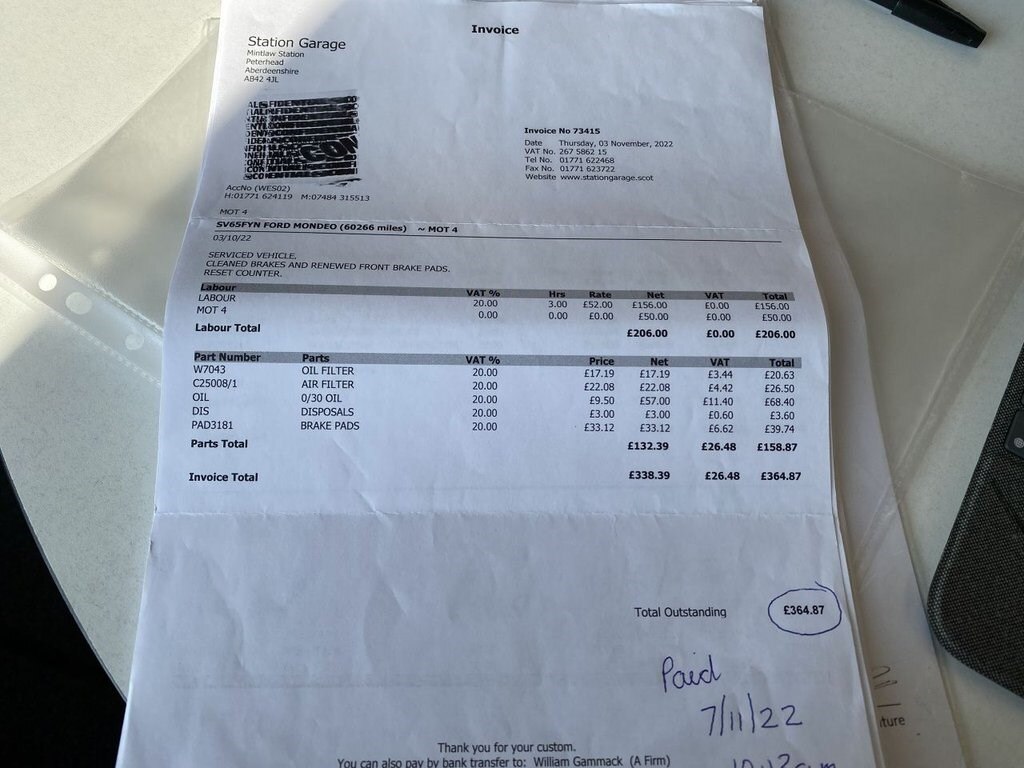 Invoice
Station Garage
Mintlaw Station
Peterhead
Aberdeenshire
AB42 4JL
Invoice No 73415
Date Thursday, 03 November, 2022
VAT No. 267 5862 15
Tel No. 01771 622468
Fax No. 01771 623722
Website www.stationgarage.scot
AccNo (WES02)
H:01771 624119 M:07484 315513
MOT 4
SV65FYN FORD MONDEO (60266 miles) ~ MOT 4
03/10/22
SERVICED VEHICLE,
CLEANED BRAKES AND RENEWED FRONT BRAKE PADS.
RESET COUNTER.
Labour VAT % Hrs Rate Net VAT Total
LABOUR 20.00 3.00 £52.00 £156.00 £0.00 £156.00
MOT 4 0.00 0.00 £0.00 £50.00 £0.00 £50.00
Labour Total £206.00 £0.00 £206.00
Part Number Parts VAT % Price Net VAT Total
W7043 OIL FILTER 20.00 £17.19 £17.19 £3.44 £20.63
C25008/1 AIR FILTER 20.00 £22.08 £22.08 £4.42 £26.50
OIL 0/30 OIL 20.00 £9.50 £57.00 £11.40 £68.40
DIS DISPOSALS 20.00 £3.00 £3.00 £0.60 £3.60
PAD3181 BRAKE PADS 20.00 £33.12 £33.12 £6.62 £39.74
Parts Total £132.39 £26.48 £158.87
Invoice Total £338.39 £26.48 £364.87
Total Outstanding £364.87
Paid
7/11/22
Thank you for your custom.
You can also pay by bank transfer to: William Gammack (A Firm)